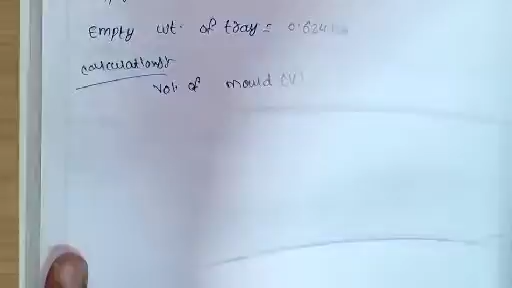 Empty wt. of tray = 0.624
calculations
Vol. of mould (V)